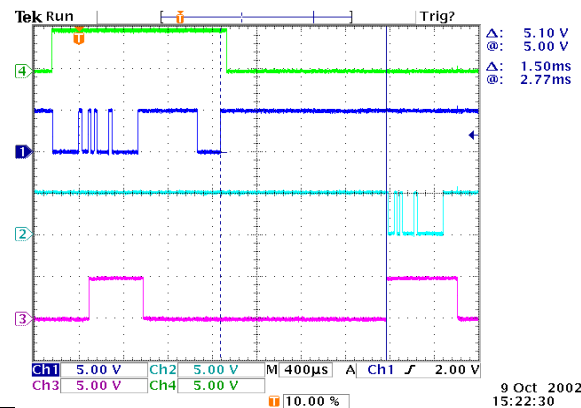 Tek Run Trig?
T
Δ: 5.10 V
@: 5.00 V
Δ: 1.50ms
@: 2.77ms
T
4
1
2
3
Ch1 5.00 V Ch2 5.00 V M 400µs A Ch1 ƒ 2.00 V
Ch3 5.00 V Ch4 5.00 V
T 10.00 %
9 Oct 2002
15:22:30